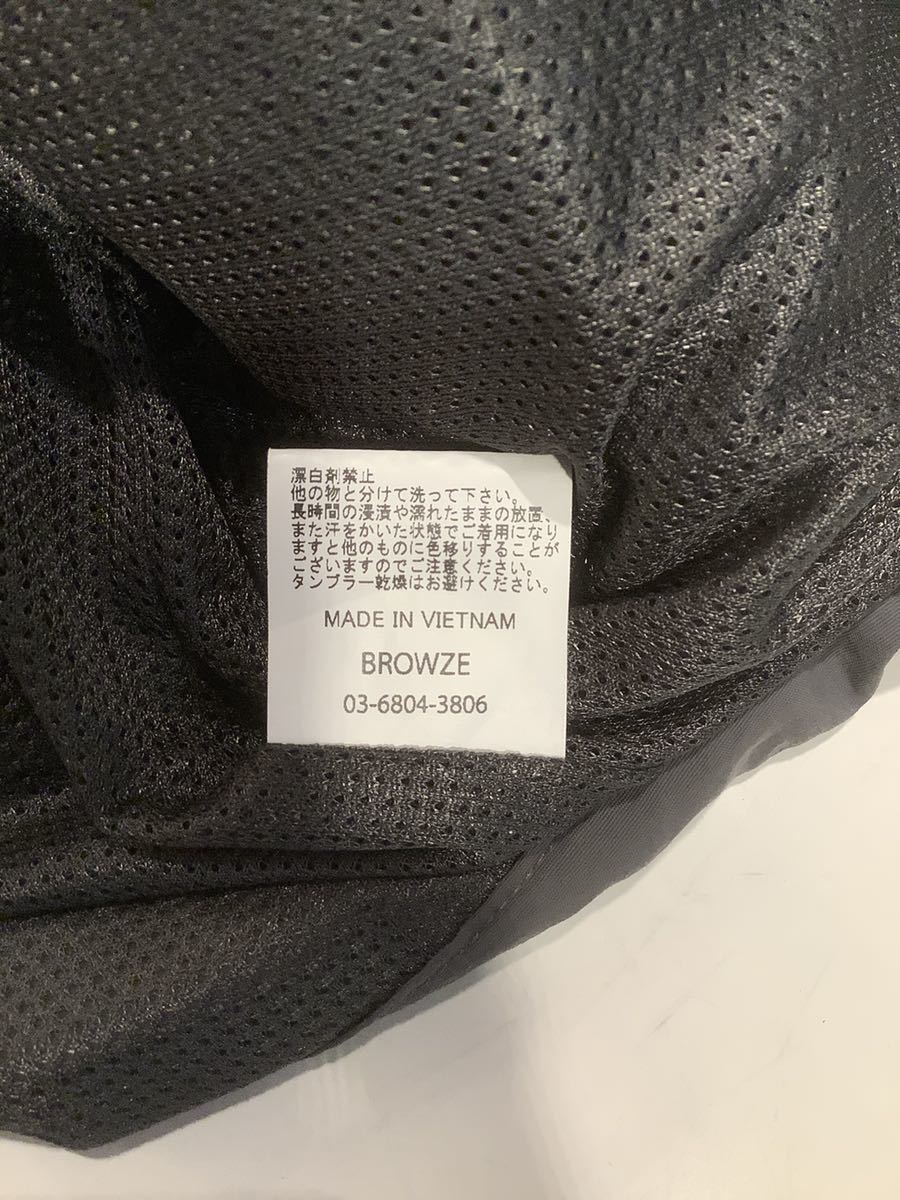 漂白剤禁止
他の物と分けて洗って下さい。
長時間の浸漬や濡れたままの放置、
また汗をかいた状態でご着用になり
ますと他のものに色移りすることが
ございますのでご注意ください。
タンブラー乾燥はお避けください。
MADE IN VIETNAM
BROWZE
03-6804-3806